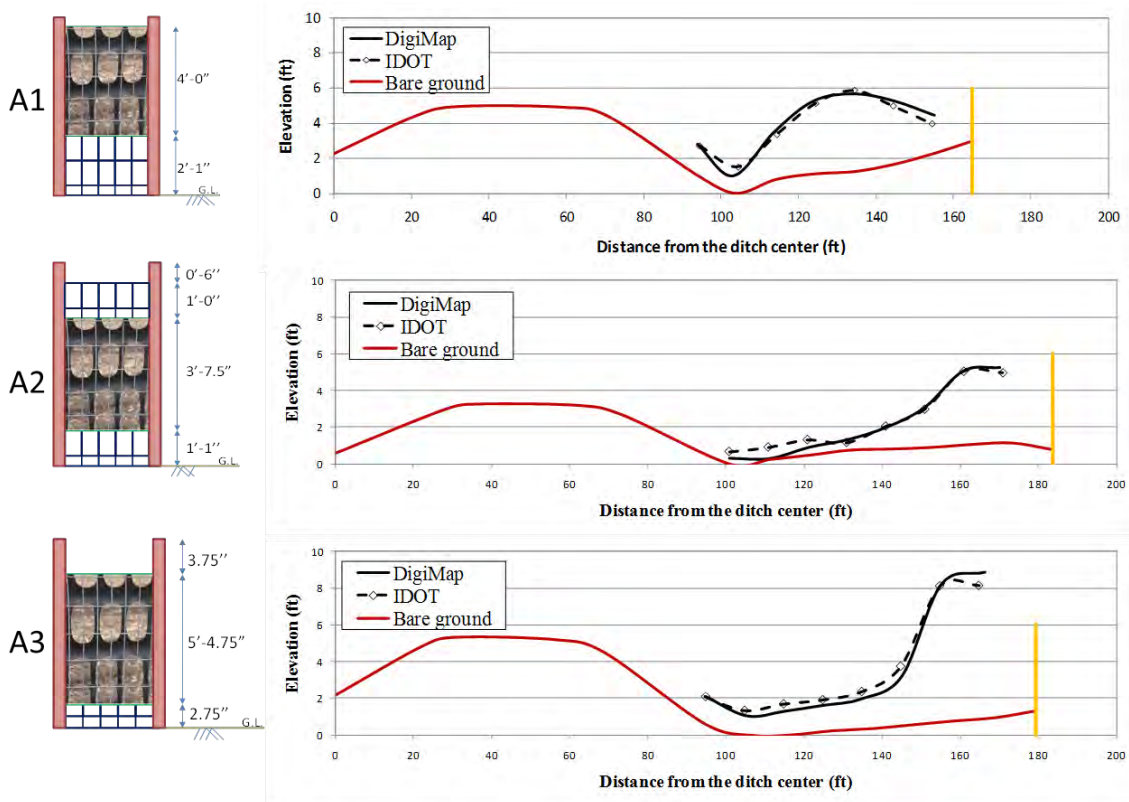 A1
4'-0"
2'-1"
G.L.
10
8
6
4
2
0
Elevation (ft)
DigiMap
IDOT
Bare ground
0 20 40 60 80 100 120 140 160 180 200
Distance from the ditch center (ft)
A2
0'-6"
1'-0"
3'-7.5"
1'-1"
G.L.
10
8
6
4
2
0
Elevation (ft)
DigiMap
IDOT
Bare ground
0 20 40 60 80 100 120 140 160 180 200
Distance from the ditch center (ft)
A3
3.75"
5'-4.75"
2.75"
G.L.
10
8
6
4
2
0
Elevation (ft)
DigiMap
IDOT
Bare ground
0 20 40 60 80 100 120 140 160 180 200
Distance from the ditch center (ft)